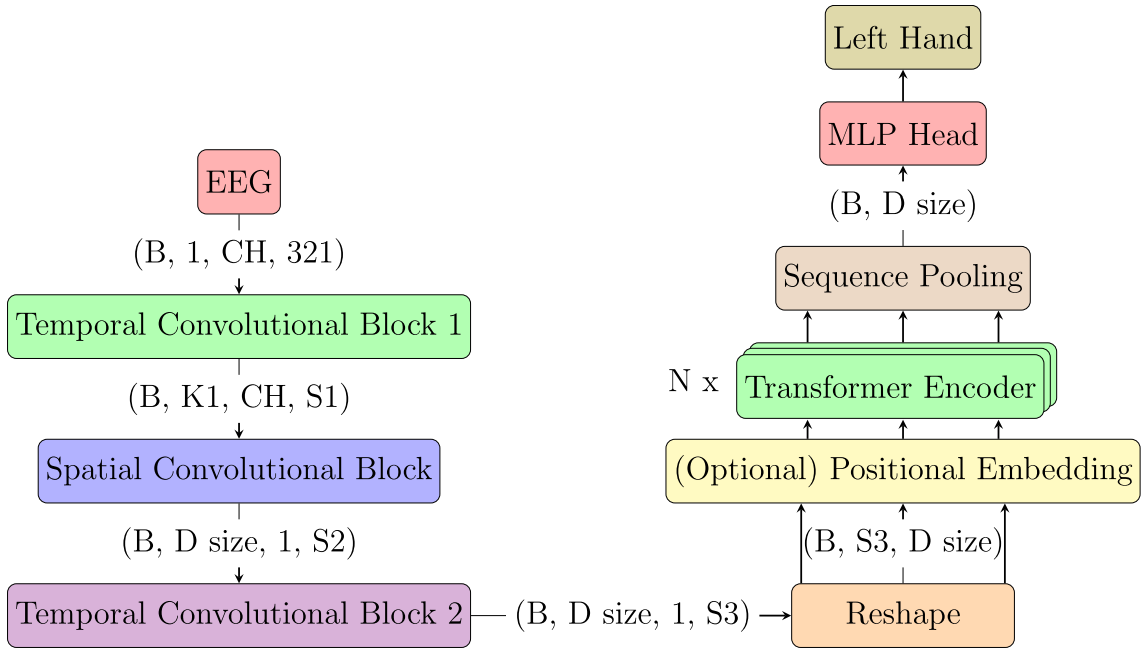 EEG
(B, 1, CH, 321)
Temporal Convolutional Block 1
(B, K1, CH, S1)
Spatial Convolutional Block
(B, D size, 1, S2)
Temporal Convolutional Block 2
(B, D size, 1, S3)
Reshape
(B, S3, D size)
(Optional) Positional Embedding
N x
Transformer Encoder
Sequence Pooling
(B, D size)
MLP Head
Left Hand